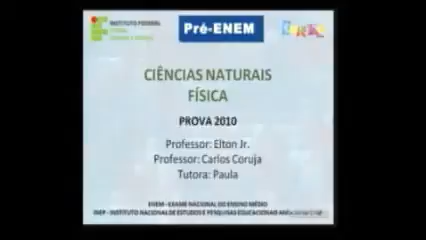 INSTITUTO FEDERAL
Pré-ENEM
CIÊNCIAS NATURAIS
FÍSICA
PROVA 2010
Professor: Elton Jr.
Professor: Carlos Coruja
Tutora: Paula
ENEM - EXAME NACIONAL DO ENSINO MÉDIO
INEP - INSTITUTO NACIONAL DE ESTUDOS E PESQUISAS EDUCACIONAIS